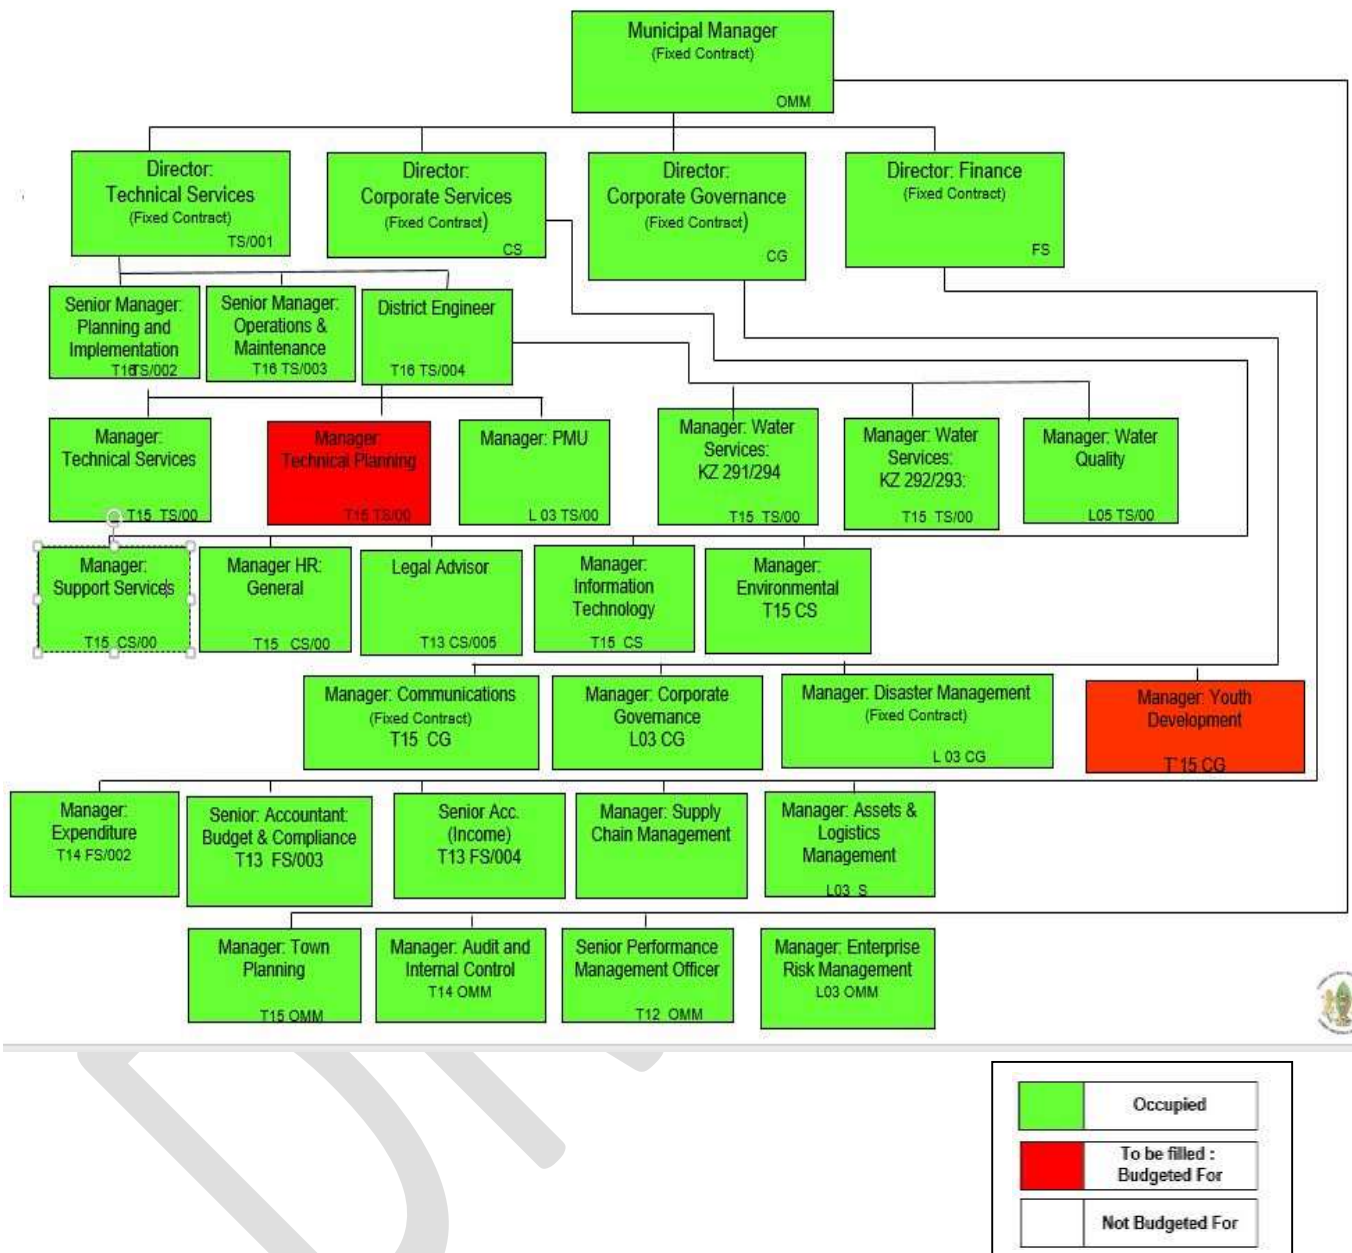 Municipal Manager
(Fixed Contract)
OMM
Director:
Technical Services
(Fixed Contract)
TS/001
Director:
Corporate Services
(Fixed Contract)
CS
Director:
Corporate Governance
(Fixed Contract)
CG
Director: Finance
(Fixed Contract)
FS
Senior Manager:
Planning and
Implementation
T16 TS/002
Senior Manager:
Operations &
Maintenance
T16 TS/003
District Engineer
T16 TS/004
Manager:
Technical Services
T15 TS/00
Manager:
Technical Planning
T15 TS/00
Manager: PMU
L 03 TS/00
Manager: Water
Services:
KZ 291/294
T15 TS/00
Manager: Water
Services:
KZ 292/293:
T15 TS/00
Manager: Water
Quality
L05 TS/00
Manager:
Support Services
T15 CS/00
Manager HR:
General
T15 CS/00
Legal Advisor
T13 CS/005
Manager:
Information
Technology
T15 CS
Manager:
Environmental
T15 CS
Manager: Communications
(Fixed Contract)
T15 CG
Manager: Corporate
Governance
L03 CG
Manager: Disaster Management
(Fixed Contract)
L 03 CG
Manager: Youth
Development
T`15 CG
Manager:
Expenditure
T14 FS/002
Senior: Accountant:
Budget & Compliance
T13 FS/003
Senior Acc.
(Income)
T13 FS/004
Manager: Supply
Chain Management
Manager: Assets &
Logistics
Management
L03 S
Manager: Town
Planning
T15 OMM
Manager: Audit and
Internal Control
T14 OMM
Senior Performance
Management Officer
T12 OMM
Manager: Enterprise
Risk Management
L03 OMM
Occupied
To be filled :
Budgeted For
Not Budgeted For